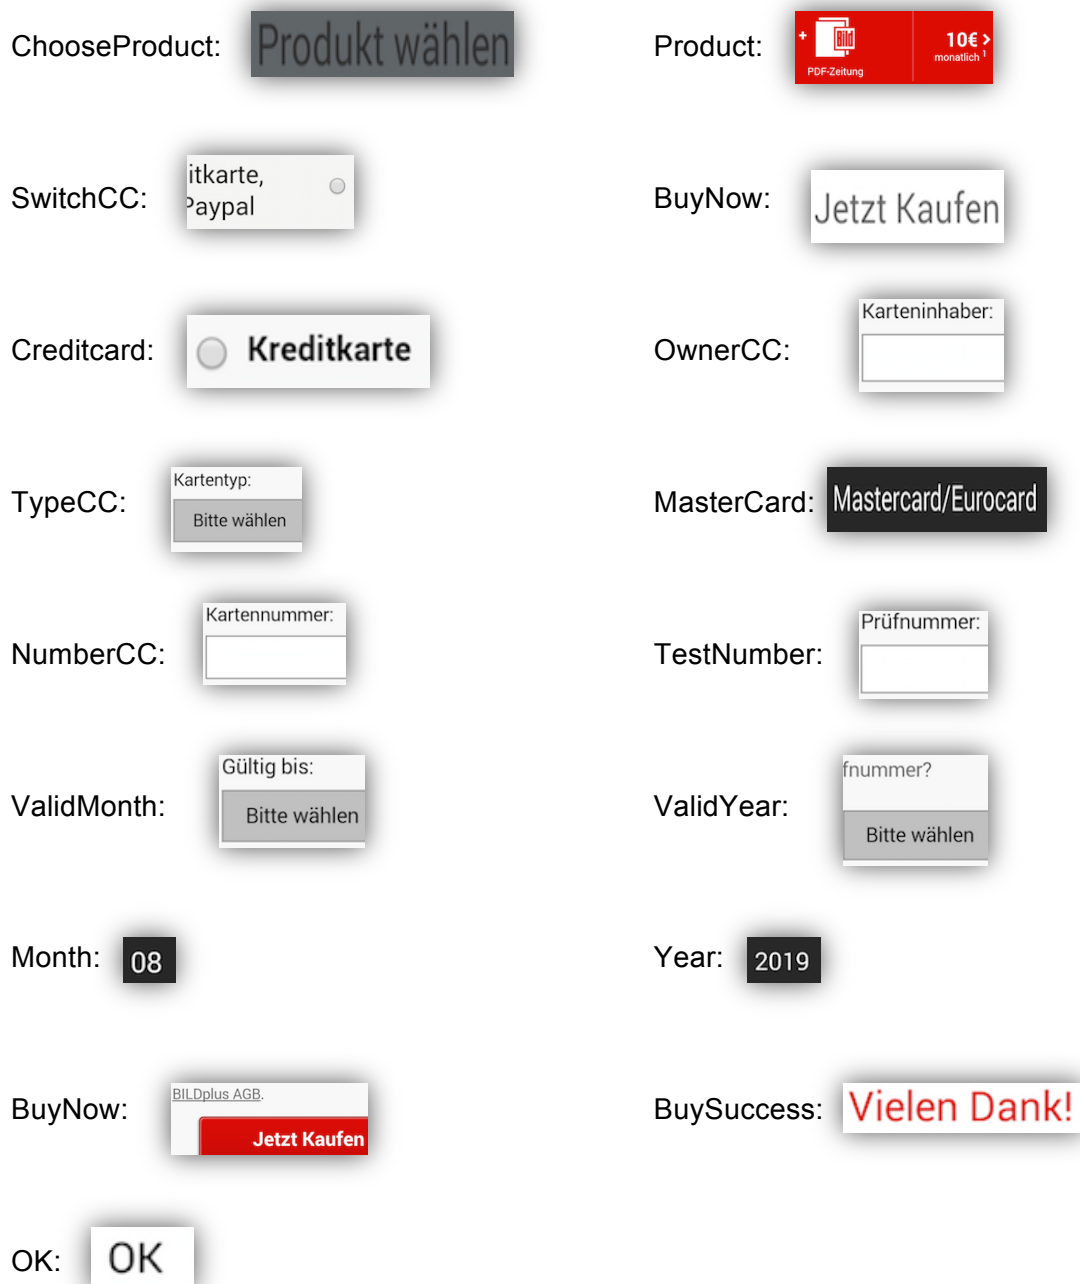 ChooseProduct:
Produkt wählen
Product:
+ Bild
PDF-Zeitung
10€ >
monatlich 1
SwitchCC:
itkarte,
Paypal
BuyNow:
Jetzt Kaufen
Creditcard:
Kreditkarte
OwnerCC:
Karteninhaber:
TypeCC:
Kartentyp:
Bitte wählen
MasterCard:
Mastercard/Eurocard
NumberCC:
Kartennummer:
TestNumber:
Prüfnummer:
ValidMonth:
Gültig bis:
Bitte wählen
ValidYear:
fnummer?
Bitte wählen
Month:
08
Year:
2019
BuyNow:
BILDplus AGB.
Jetzt Kaufen
BuySuccess:
Vielen Dank!
OK:
OK